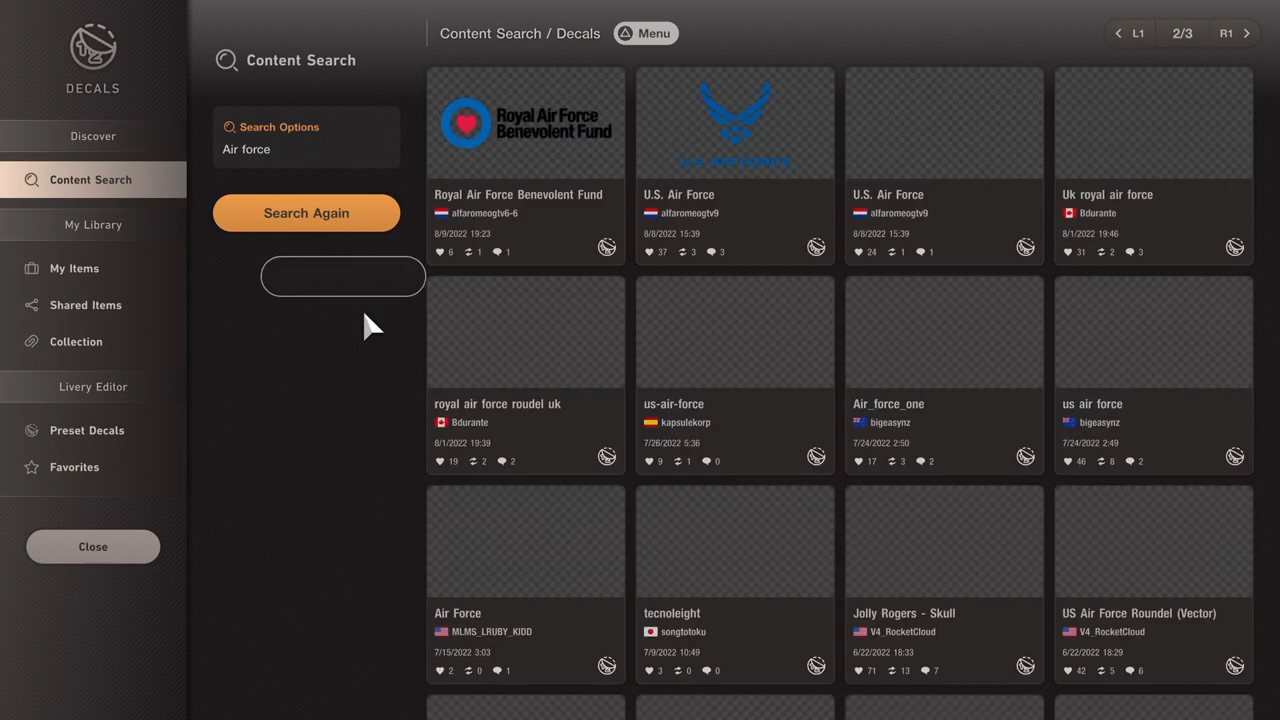 DECALS
Discover
Content Search
My Library
My Items
Shared Items
Collection
Livery Editor
Preset Decals
Favorites
Close
Content Search
Search Options
Air force
Search Again
Content Search / Decals
Menu
L1
2/3
R1
Royal Air Force
Benevolent Fund
Royal Air Force Benevolent Fund
alfaromeogtv6-6
8/9/2022 19:23
6 1 1
U.S. AIR FORCE
U.S. Air Force
alfaromeogtv9
8/8/2022 15:39
37 3 3
U.S. Air Force
alfaromeogtv9
8/8/2022 15:39
24 1 1
Uk royal air force
Bdurante
8/1/2022 19:46
31 2 3
royal air force roudel uk
Bdurante
8/1/2022 19:39
19 2 2
us-air-force
kapsulekorp
7/26/2022 5:36
9 1 0
Air_force_one
bigeasynz
7/24/2022 2:50
17 3 2
us air force
bigeasynz
7/24/2022 2:49
46 8 2
Air Force
MLMS_LRUBY_KIDD
7/15/2022 3:03
2 0 1
tecnoleight
songtotoku
7/9/2022 10:49
3 0 0
Jolly Rogers - Skull
V4_RocketCloud
6/22/2022 18:33
71 13 7
US Air Force Roundel (Vector)
V4_RocketCloud
6/22/2022 18:29
42 5 6